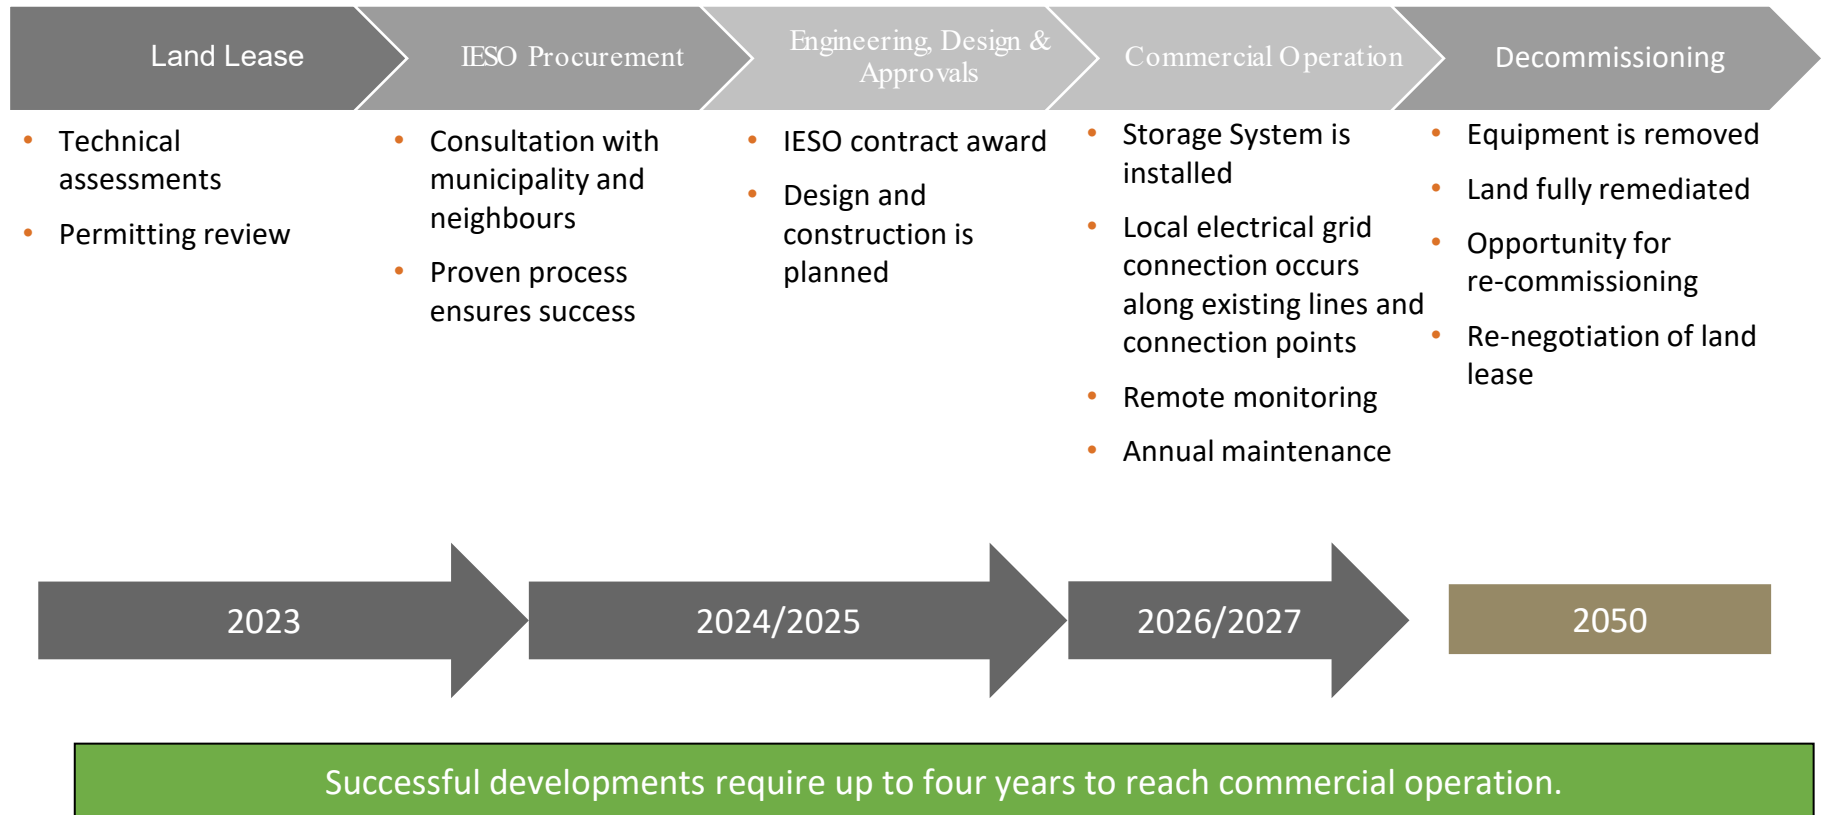 Land Lease
IESO Procurement
Engineering, Design &
Approvals
Commercial Operation
Decommissioning
• Technical
assessments
• Permitting review
• Consultation with
municipality and
neighbours
• Proven process
ensures success
• IESO contract award
• Design and
construction is
planned
• Storage System is
installed
• Local electrical grid
connection occurs
along existing lines and
connection points
• Remote monitoring
• Annual maintenance
• Equipment is removed
• Land fully remediated
• Opportunity for
re-commissioning
• Re-negotiation of land
lease
2023
2024/2025
2026/2027
2050
Successful developments require up to four years to reach commercial operation.